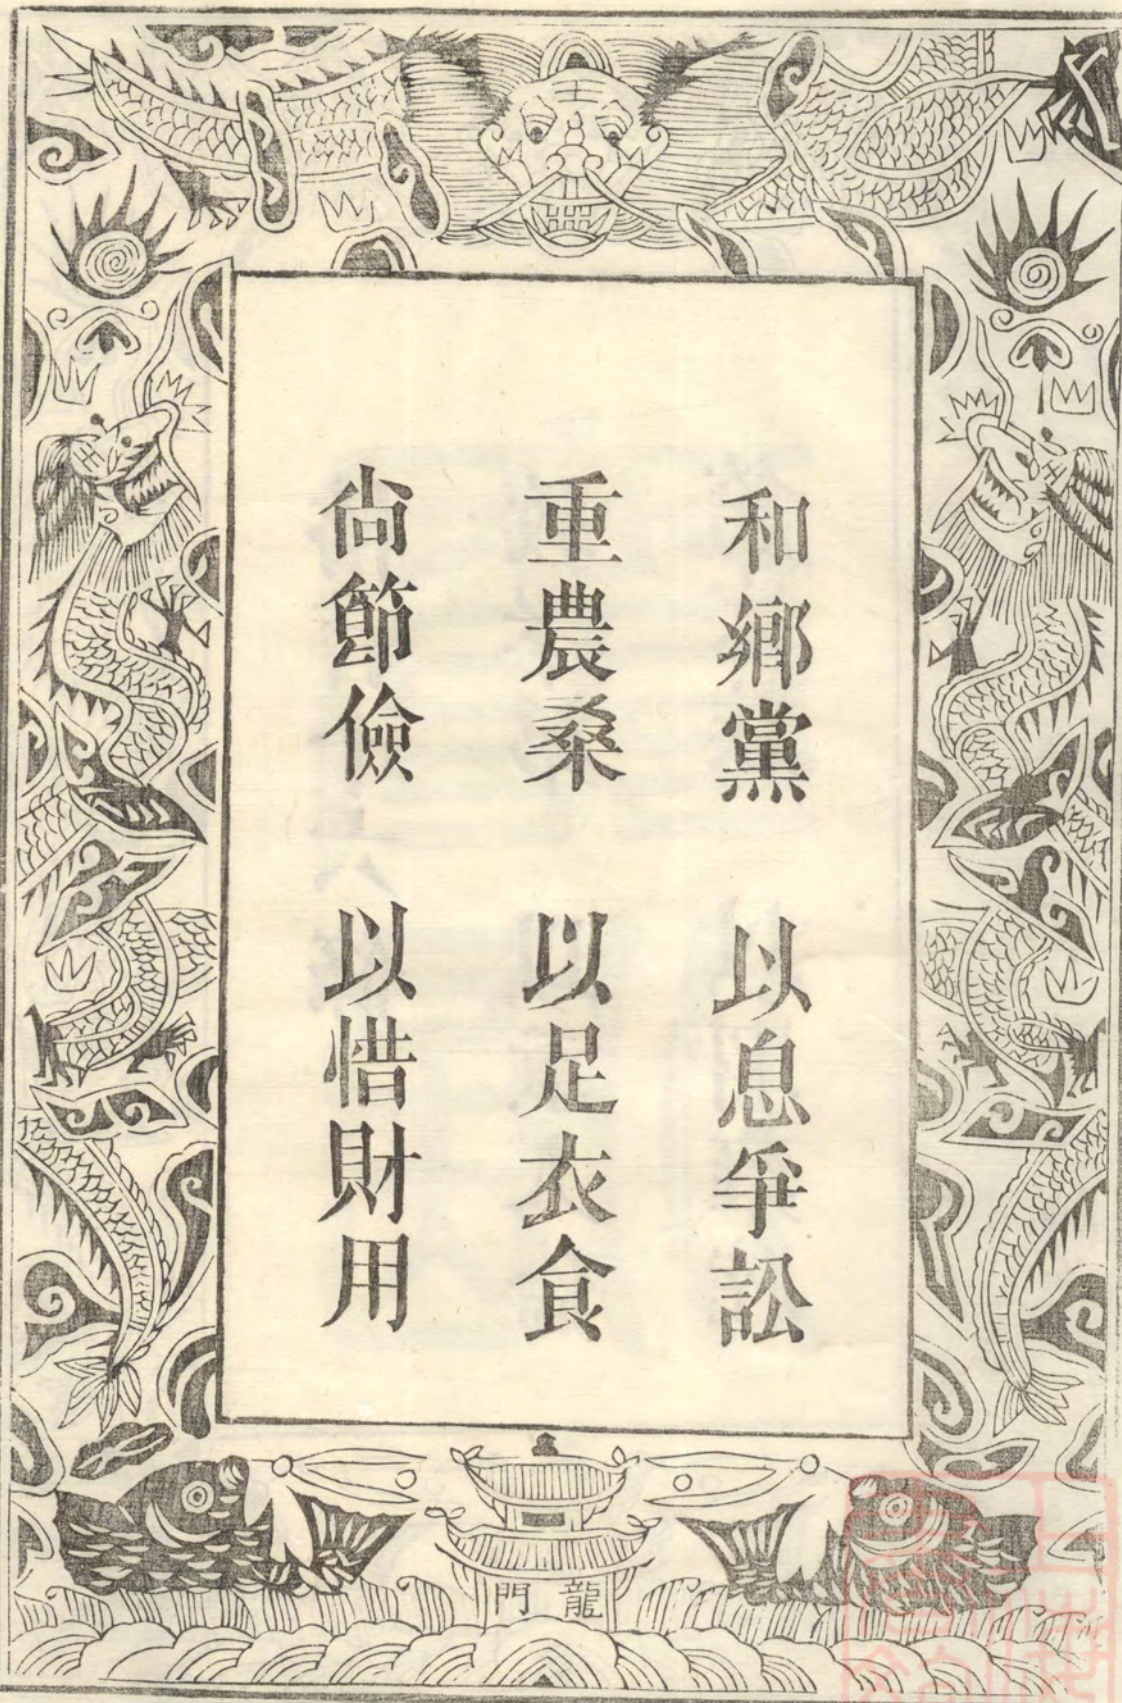 和鄉黨　以息爭訟
重農桑　以足衣食
尚節儉　以惜財用
龍門